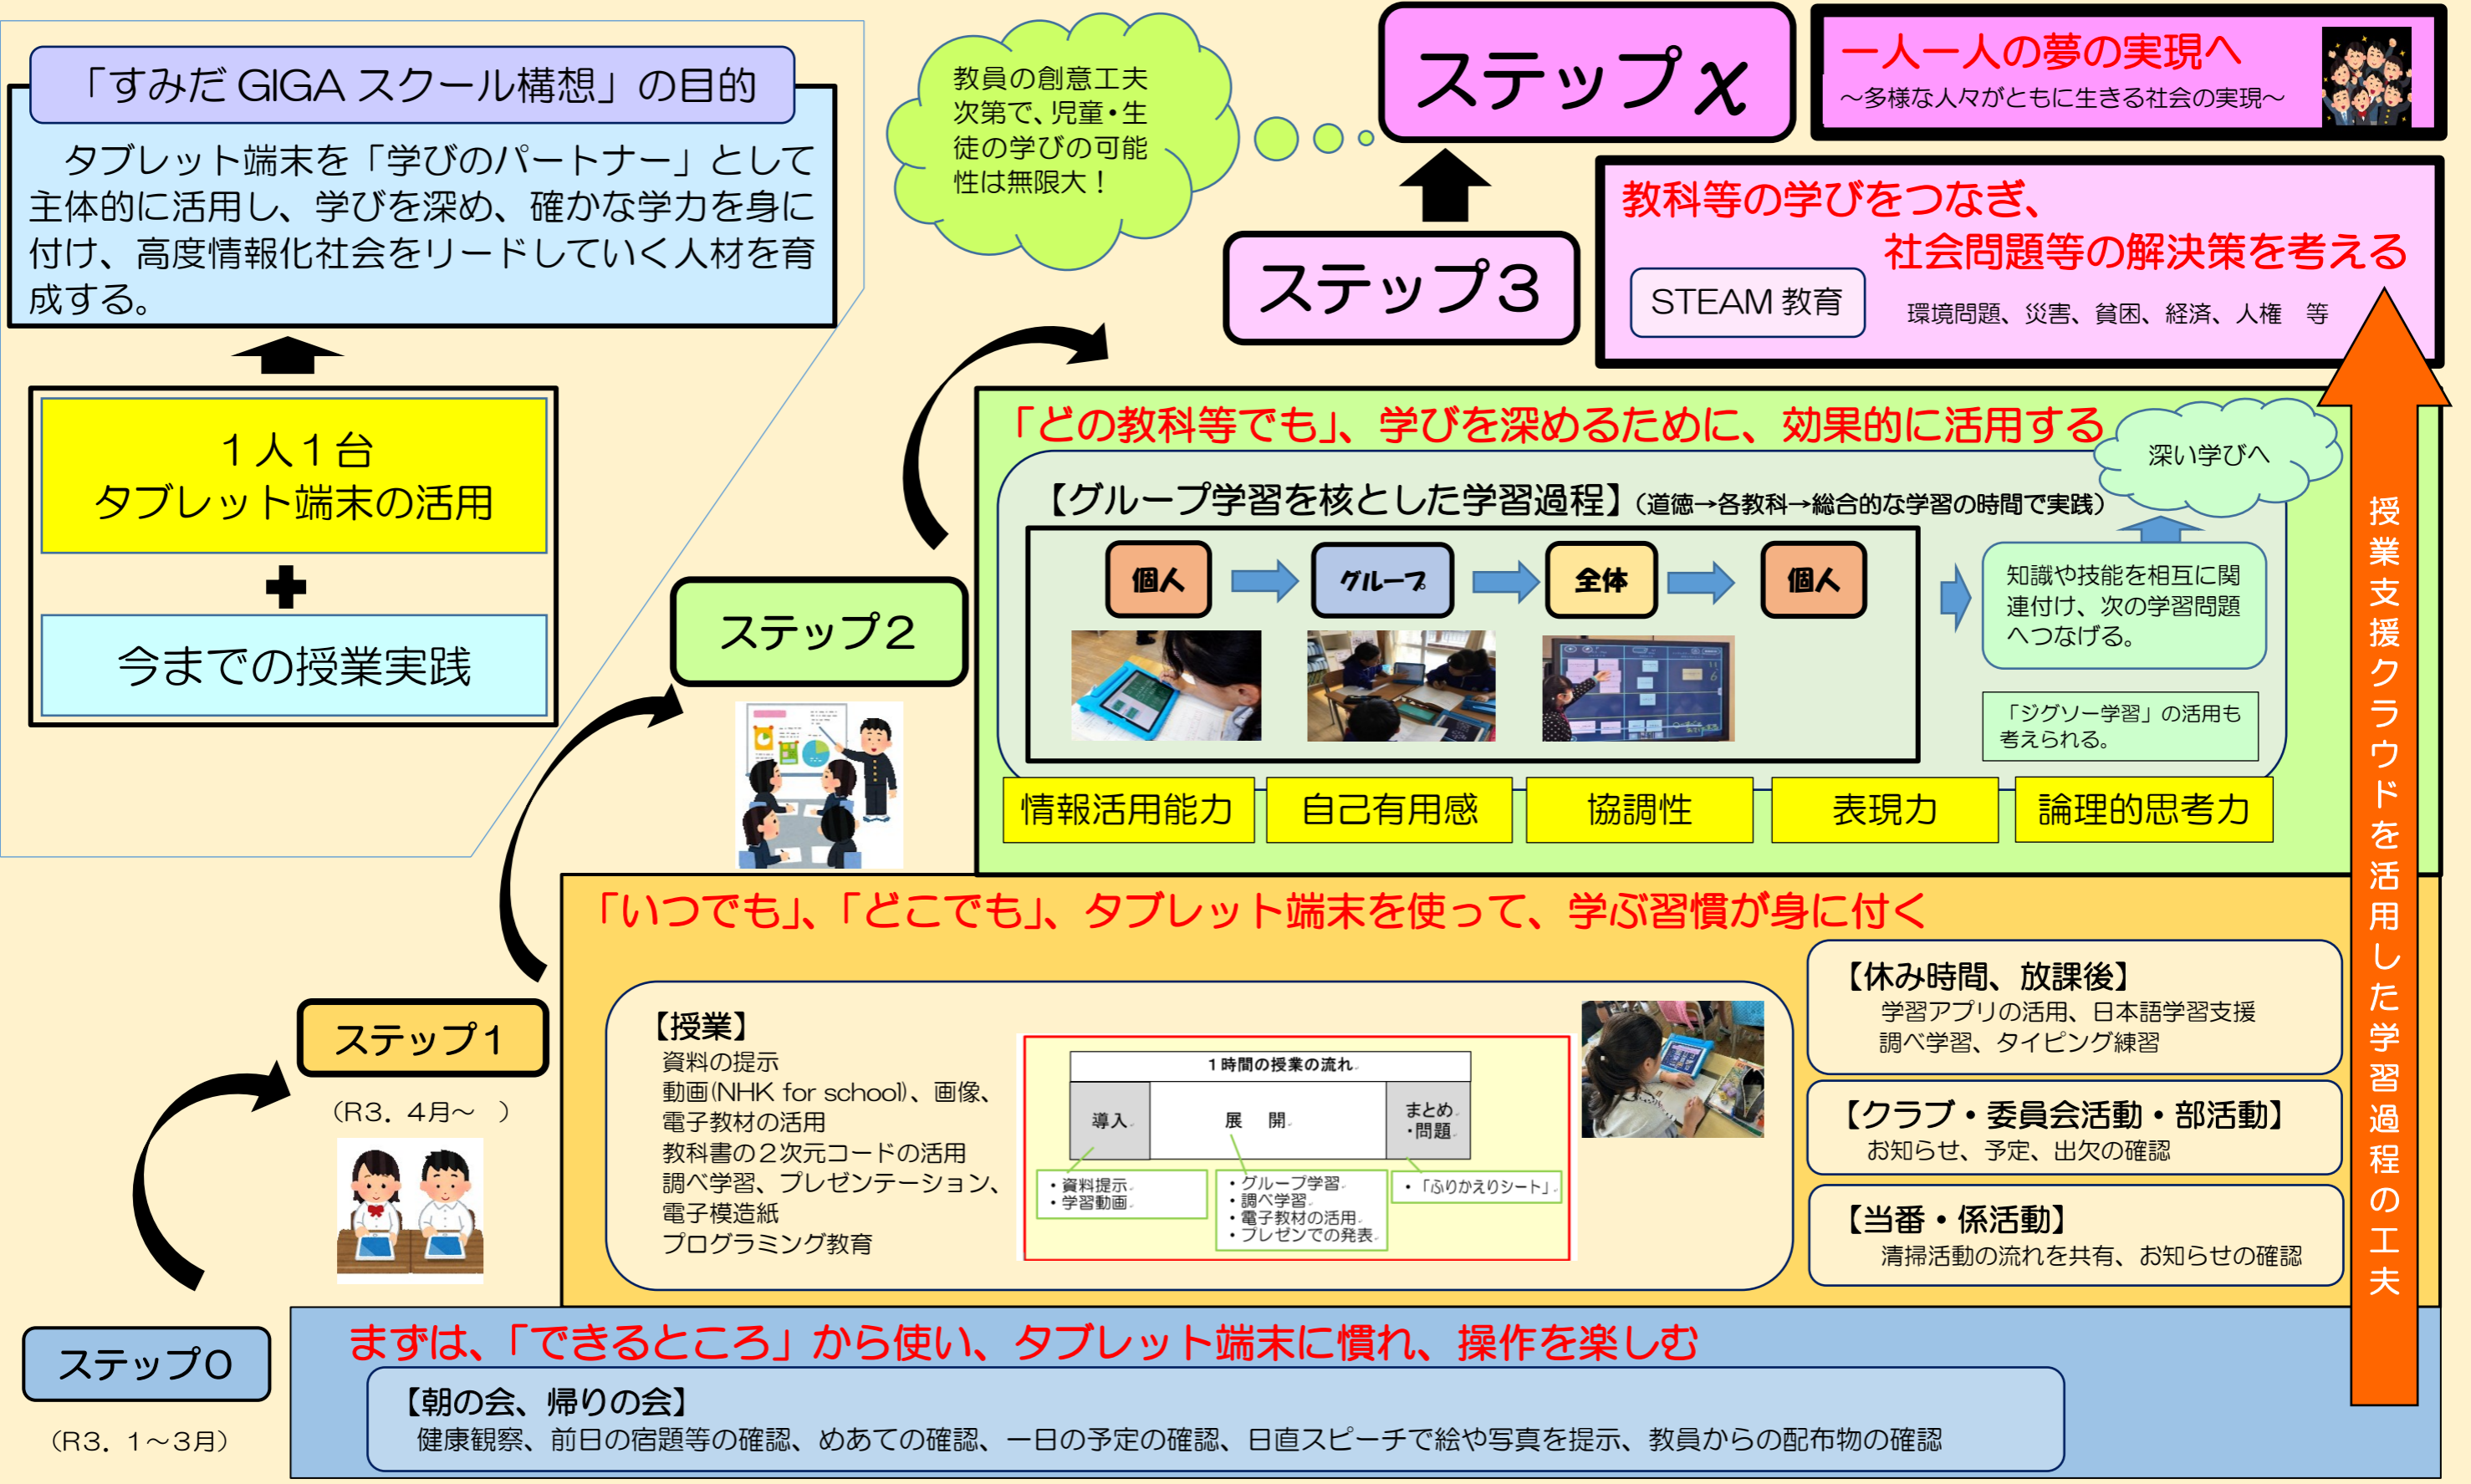 「すみだ GIGA スクール構想」の目的
タブレット端末を「学びのパートナー」として
主体的に活用し、学びを深め、確かな学力を身に
付け、高度情報化社会をリードしていく人材を育
成する。
1人1台
タブレット端末の活用
今までの授業実践
教員の創意工夫
次第で、児童・生
徒の学びの可能
性は無限大！
ステップχ
一人一人の夢の実現へ
～多様な人々がともに生きる社会の実現～
ステップ3
教科等の学びをつなぎ、
社会問題等の解決策を考える
STEAM 教育
環境問題、災害、貧困、経済、人権　等
ステップ2
「どの教科等でも」、学びを深めるために、効果的に活用する
深い学びへ
【グループ学習を核とした学習過程】（道徳→各教科→総合的な学習の時間で実践）
個人
グループ
全体
個人
知識や技能を相互に関
連付け、次の学習問題
へつなげる。
「ジグソー学習」の活用も
考えられる。
情報活用能力
自己有用感
協調性
表現力
論理的思考力
授業支援クラウドを活用した学習過程の工夫
ステップ1
（R3．4月～　）
「いつでも」、「どこでも」、タブレット端末を使って、学ぶ習慣が身に付く
【授業】
資料の提示
動画(NHK for school)、画像、
電子教材の活用
教科書の2次元コードの活用
調べ学習、プレゼンテーション、
電子模造紙
プログラミング教育
1時間の授業の流れ
導入
展　開
まとめ
・問題
・資料提示
・学習動画
・グループ学習
・調べ学習
・電子教材の活用
・プレゼンでの発表
・「ふりかえりシート」
【休み時間、放課後】
学習アプリの活用、日本語学習支援
調べ学習、タイピング練習
【クラブ・委員会活動・部活動】
お知らせ、予定、出欠の確認
【当番・係活動】
清掃活動の流れを共有、お知らせの確認
ステップ0
（R3．1～3月）
まずは、「できるところ」から使い、タブレット端末に慣れ、操作を楽しむ
【朝の会、帰りの会】
健康観察、前日の宿題等の確認、めあての確認、一日の予定の確認、日直スピーチで絵や写真を提示、教員からの配布物の確認